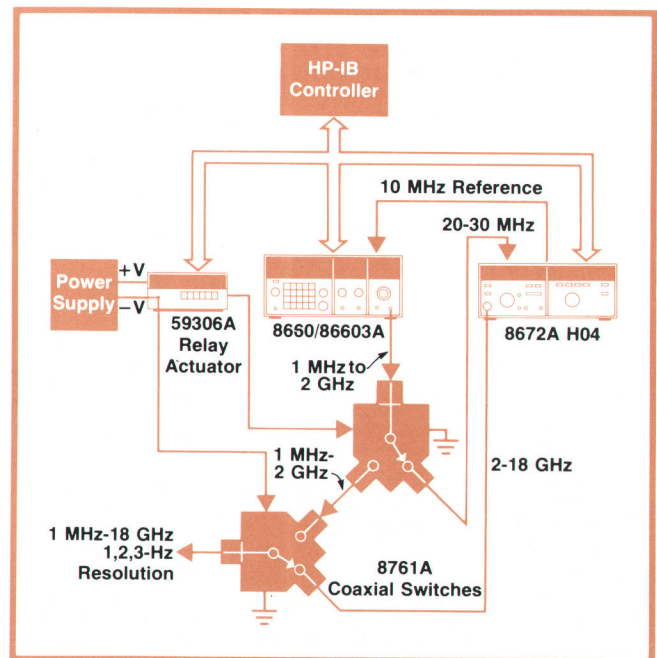 HP-IB
Controller
10 MHz Reference
20-30 MHz
+V
Power
Supply
−V
59306A
Relay
Actuator
8660/86603A
8672A H04
1 MHz to
2 GHz
1 MHz-
2 GHz
2-18 GHz
1 MHz-18 GHz
1,2,3-Hz
Resolution
8761A
Coaxial Switches